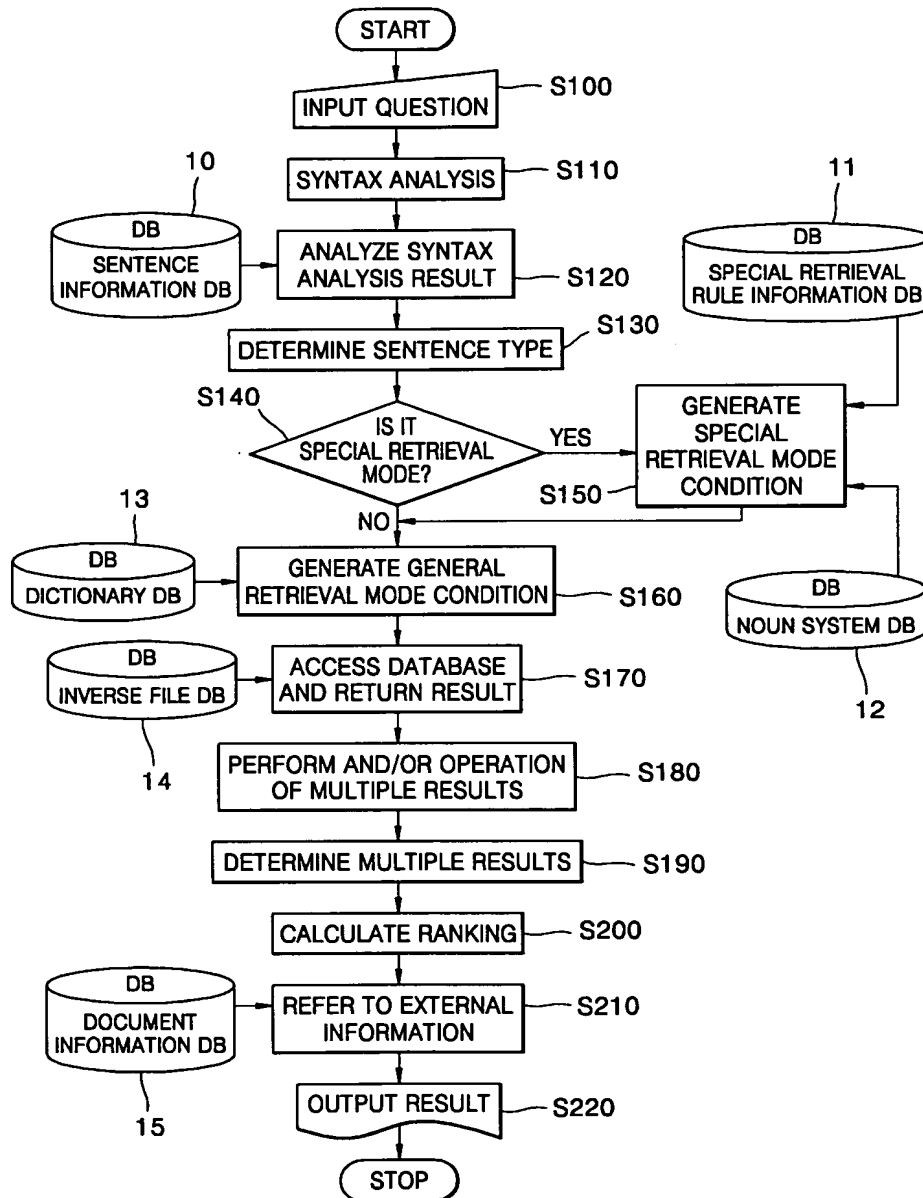 START
INPUT QUESTION
S100
SYNTAX ANALYSIS
S110
10
DB
SENTENCE
INFORMATION DB
ANALYZE SYNTAX
ANALYSIS RESULT
S120
11
DB
SPECIAL RETRIEVAL
RULE INFORMATION DB
DETERMINE SENTENCE TYPE
S130
S140
IS IT
SPECIAL RETRIEVAL
MODE?
YES
GENERATE
SPECIAL
RETRIEVAL MODE
CONDITION
S150
NO
13
DB
DICTIONARY DB
GENERATE GENERAL
RETRIEVAL MODE CONDITION
S160
DB
NOUN SYSTEM DB
12
DB
INVERSE FILE DB
14
ACCESS DATABASE
AND RETURN RESULT
S170
PERFORM AND/OR OPERATION
OF MULTIPLE RESULTS
S180
DETERMINE MULTIPLE RESULTS
S190
CALCULATE RANKING
S200
DB
DOCUMENT
INFORMATION DB
15
REFER TO EXTERNAL
INFORMATION
S210
OUTPUT RESULT
S220
STOP